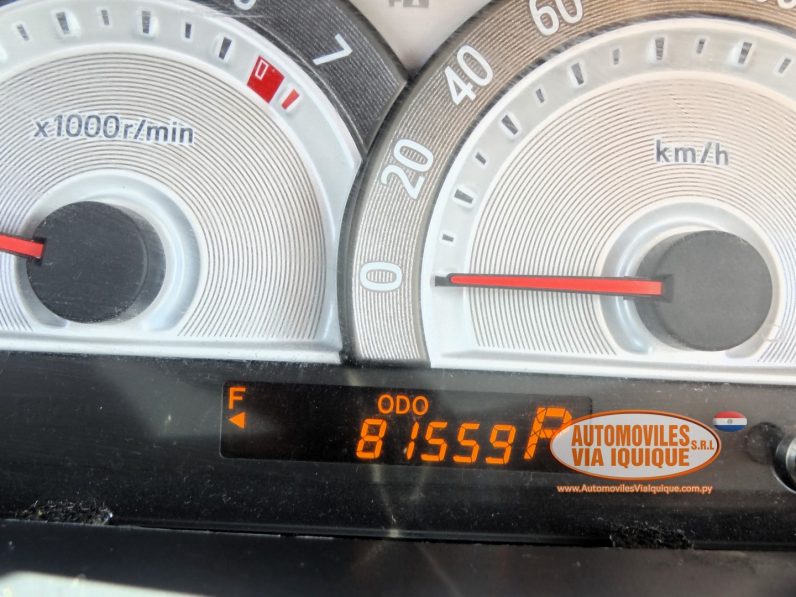 7
x1000r/min
0
20
40
60
km/h
F
ODO
81559 P
AUTOMOVILES
VIA IQUIQUE S.R.L
www.AutomovilesViaIquique.com.py